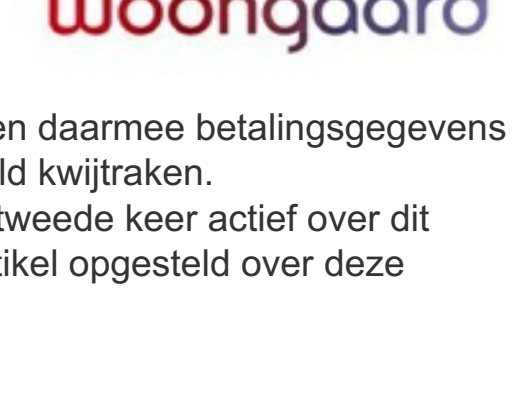 woongaard
en daarmee betalingsgegevens
ld kwijtraken.
tweede keer actief over dit
tikel opgesteld over deze